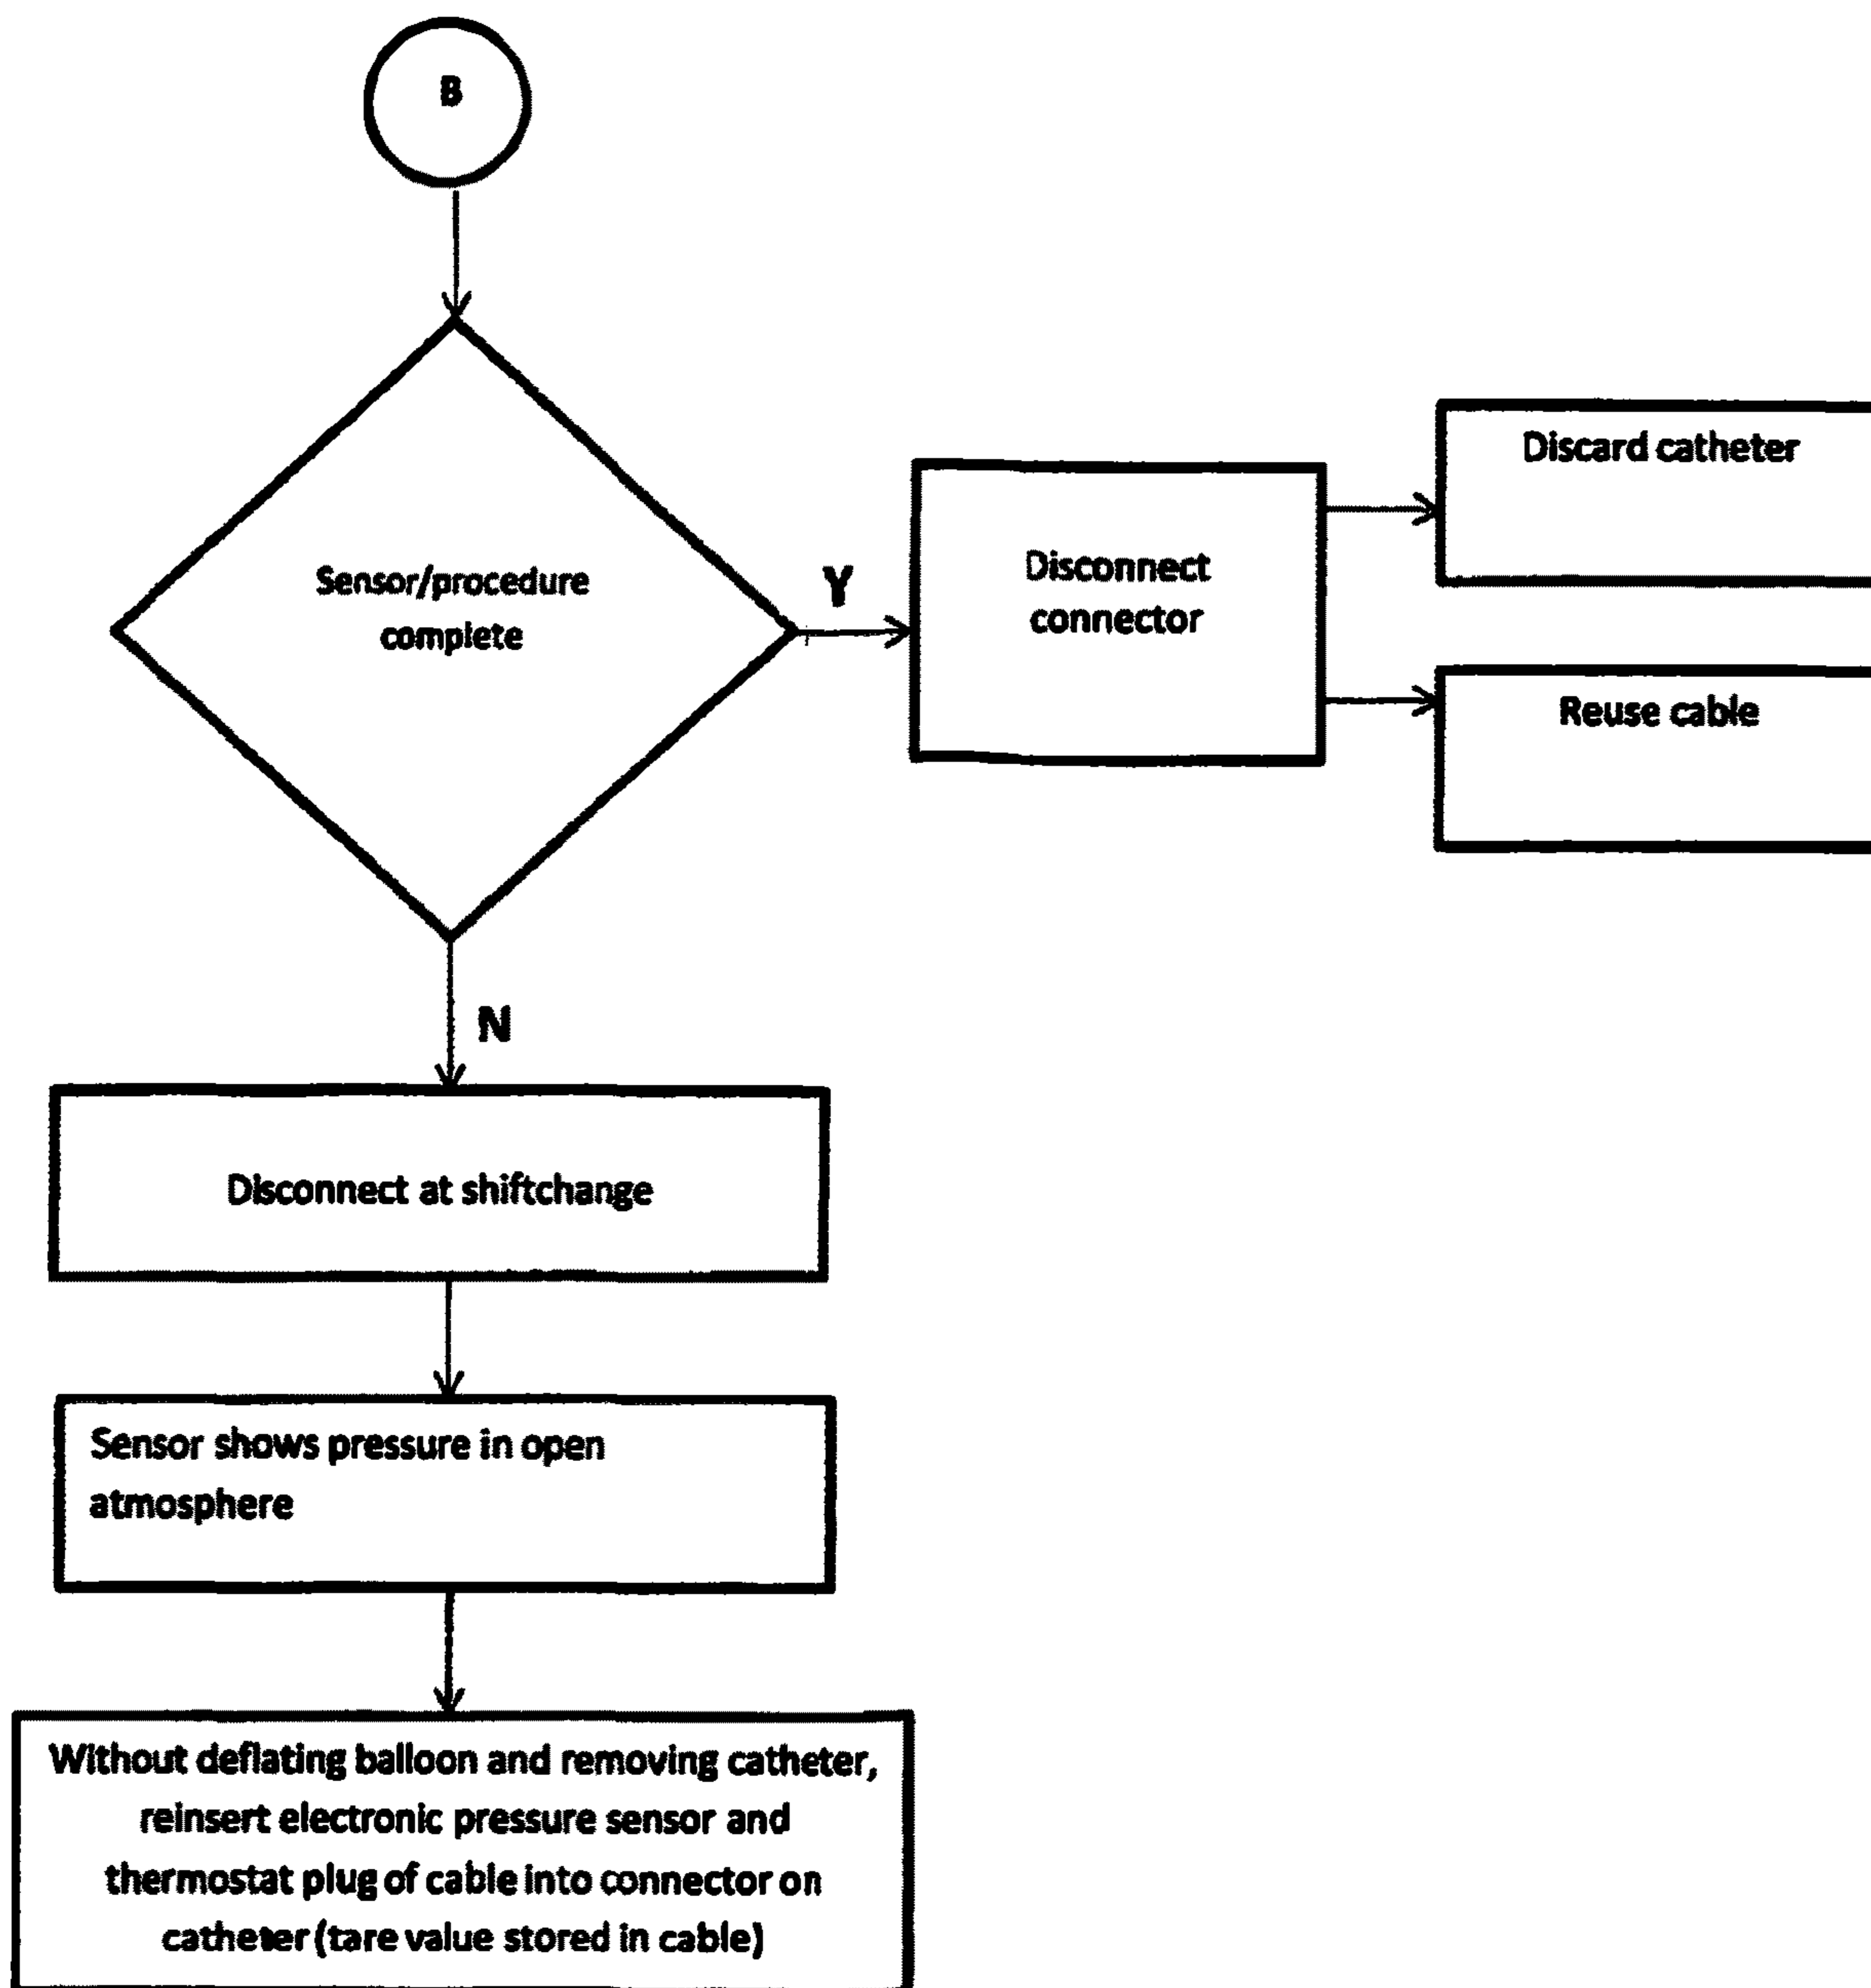 B
Sensor/procedure
complete
Y
Disconnect
connector
Discard catheter
Reuse cable
N
Disconnect at shiftchange
Sensor shows pressure in open
atmosphere
Without deflating balloon and removing catheter,
reinsert electronic pressure sensor and
thermostat plug of cable into connector on
catheter (tare value stored in cable)